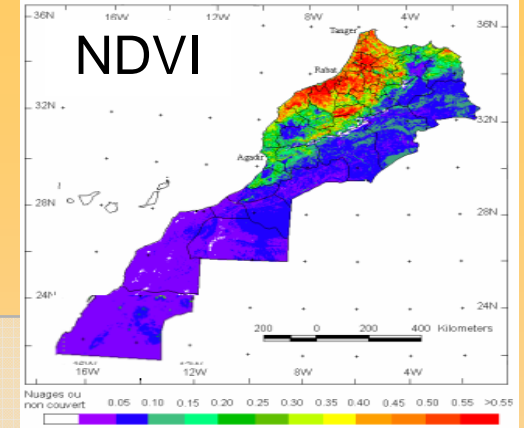 36N 16W 12W 8W 4W 36N
NDVI
Tanger
Rabat
32N 32N
Agadir
28N 28N
24N 24N
200 0 200 400 Kilometers
16W 12W 8W 4W
Nuages ou
non couvert
0.05 0.10 0.15 0.20 0.25 0.30 0.35 0.40 0.45 0.50 0.55 >0.55